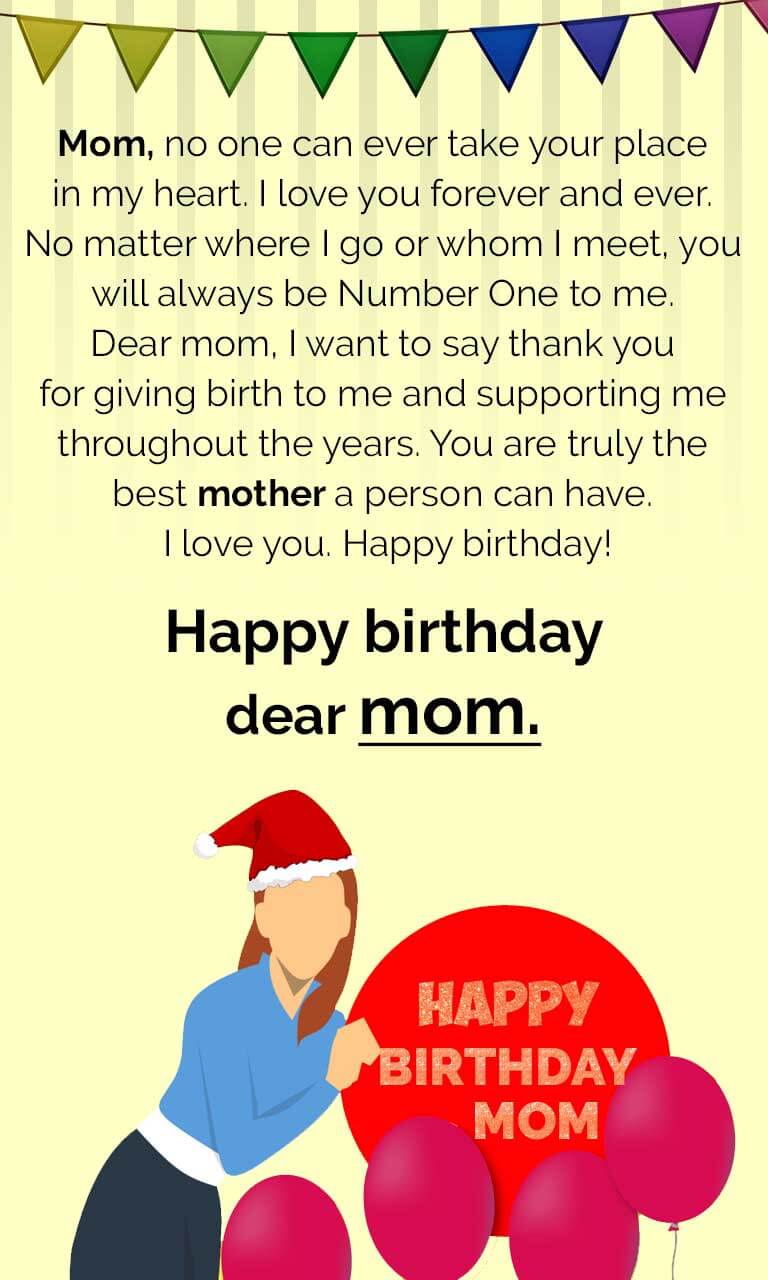 Mom, no one can ever take your place
in my heart. I love you forever and ever.
No matter where I go or whom I meet, you
will always be Number One to me.
Dear mom, I want to say thank you
for giving birth to me and supporting me
throughout the years. You are truly the
best mother a person can have.
I love you. Happy birthday!
Happy birthday
dear mom.
HAPPY
BIRTHDAY
MOM